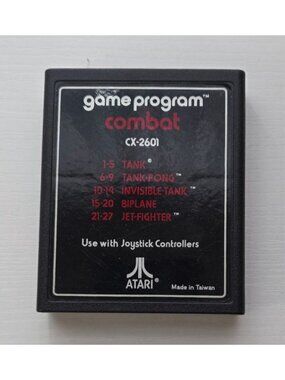 game program™
combat
CX-2601
1-5 TANK®
6-9 TANK-PONG™
10-14 INVISIBLE TANK™
15-20 BIPLANE
21-27 JET-FIGHTER™
Use with Joystick Controllers
ATARI®
Made in Taiwan